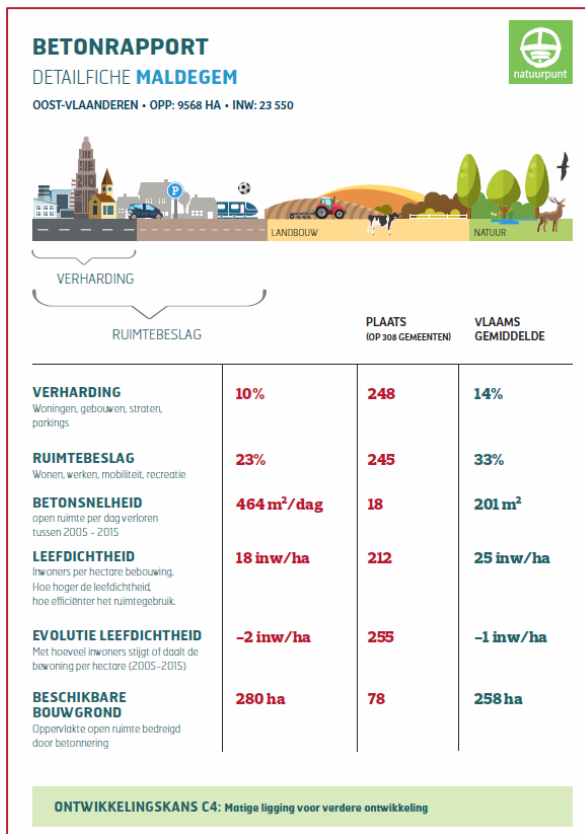 BETONRAPPORT
DETAILFICHE MALDEGEM
OOST-VLAANDEREN • OPP: 9568 HA • INW: 23 550
natuurpunt
P
LANDBOUW
NATUUR
VERHARDING
RUIMTEBESLAG
PLAATS
(OP 308 GEMEENTEN)
VLAAMS
GEMIDDELDE
VERHARDING
Woningen, gebouwen, straten,
parkings
10%
248
14%
RUIMTEBESLAG
Wonen, werken, mobiliteit, recreatie
23%
245
33%
BETONSNELHEID
open ruimte per dag verloren
tussen 2005 - 2015
464 m²/dag
18
201 m²
LEEFDICHTHEID
Inwoners per hectare bebouwing.
Hoe hoger de leefdichtheid,
hoe efficiënter het ruimtegebruik.
18 inw/ha
212
25 inw/ha
EVOLUTIE LEEFDICHTHEID
Met hoeveel inwoners stijgt of daalt de
bewoning per hectare (2005-2015)
-2 inw/ha
255
-1 inw/ha
BESCHIKBARE
BOUWGROND
Oppervlakte open ruimte bedreigd
door betonnering
280 ha
78
258 ha
ONTWIKKELINGSKANS C4: Matige ligging voor verdere ontwikkeling